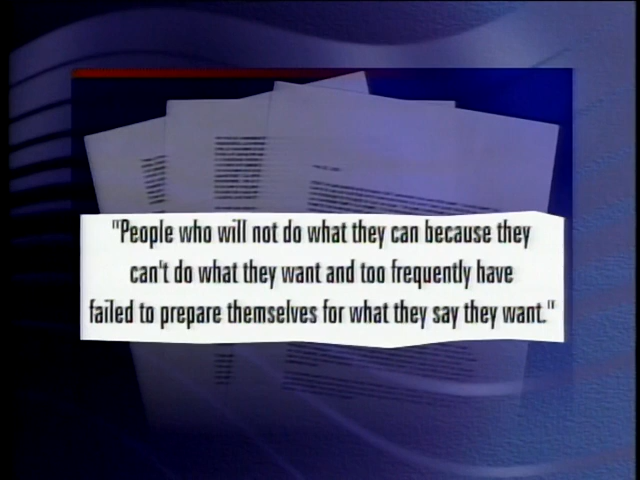 "People who will not do what they can because they
can't do what they want and too frequently have
failed to prepare themselves for what they say they want."